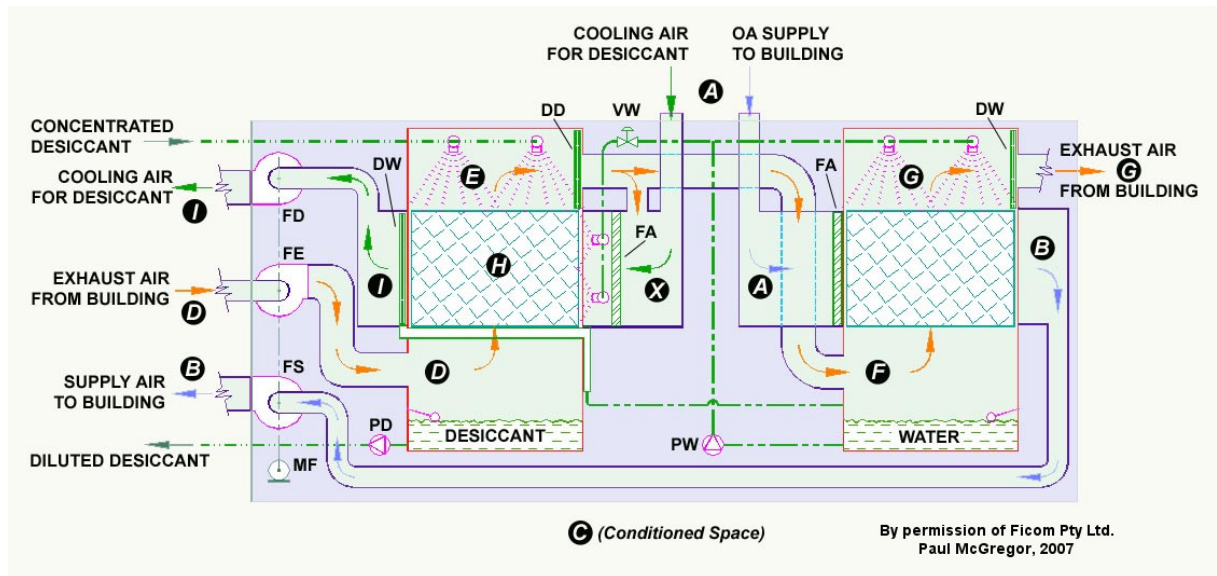 COOLING AIR
FOR DESICCANT
OA SUPPLY
TO BUILDING
A
VW
DD
DW
CONCENTRATED
DESICCANT
DW
E
G
EXHAUST AIR
G
FROM BUILDING
COOLING AIR
FOR DESICCANT
I
FD
FA
FA
B
FE
H
EXHAUST AIR
FROM BUILDING
D
I
X
A
B
FS
D
F
SUPPLY AIR
TO BUILDING
PD
DESICCANT
PW
WATER
DILUTED DESICCANT
MF
C (Conditioned Space)
By permission of Ficom Pty Ltd.
Paul McGregor, 2007